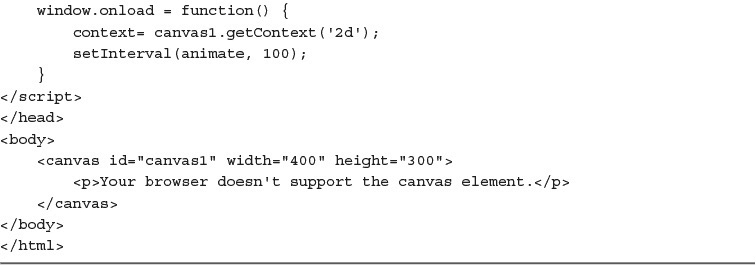 window.onload = function() {
        context= canvas1.getContext('2d');
        setInterval(animate, 100);
    }
</script>
</head>
<body>
    <canvas id="canvas1" width="400" height="300">
        <p>Your browser doesn't support the canvas element.</p>
    </canvas>
</body>
</html>